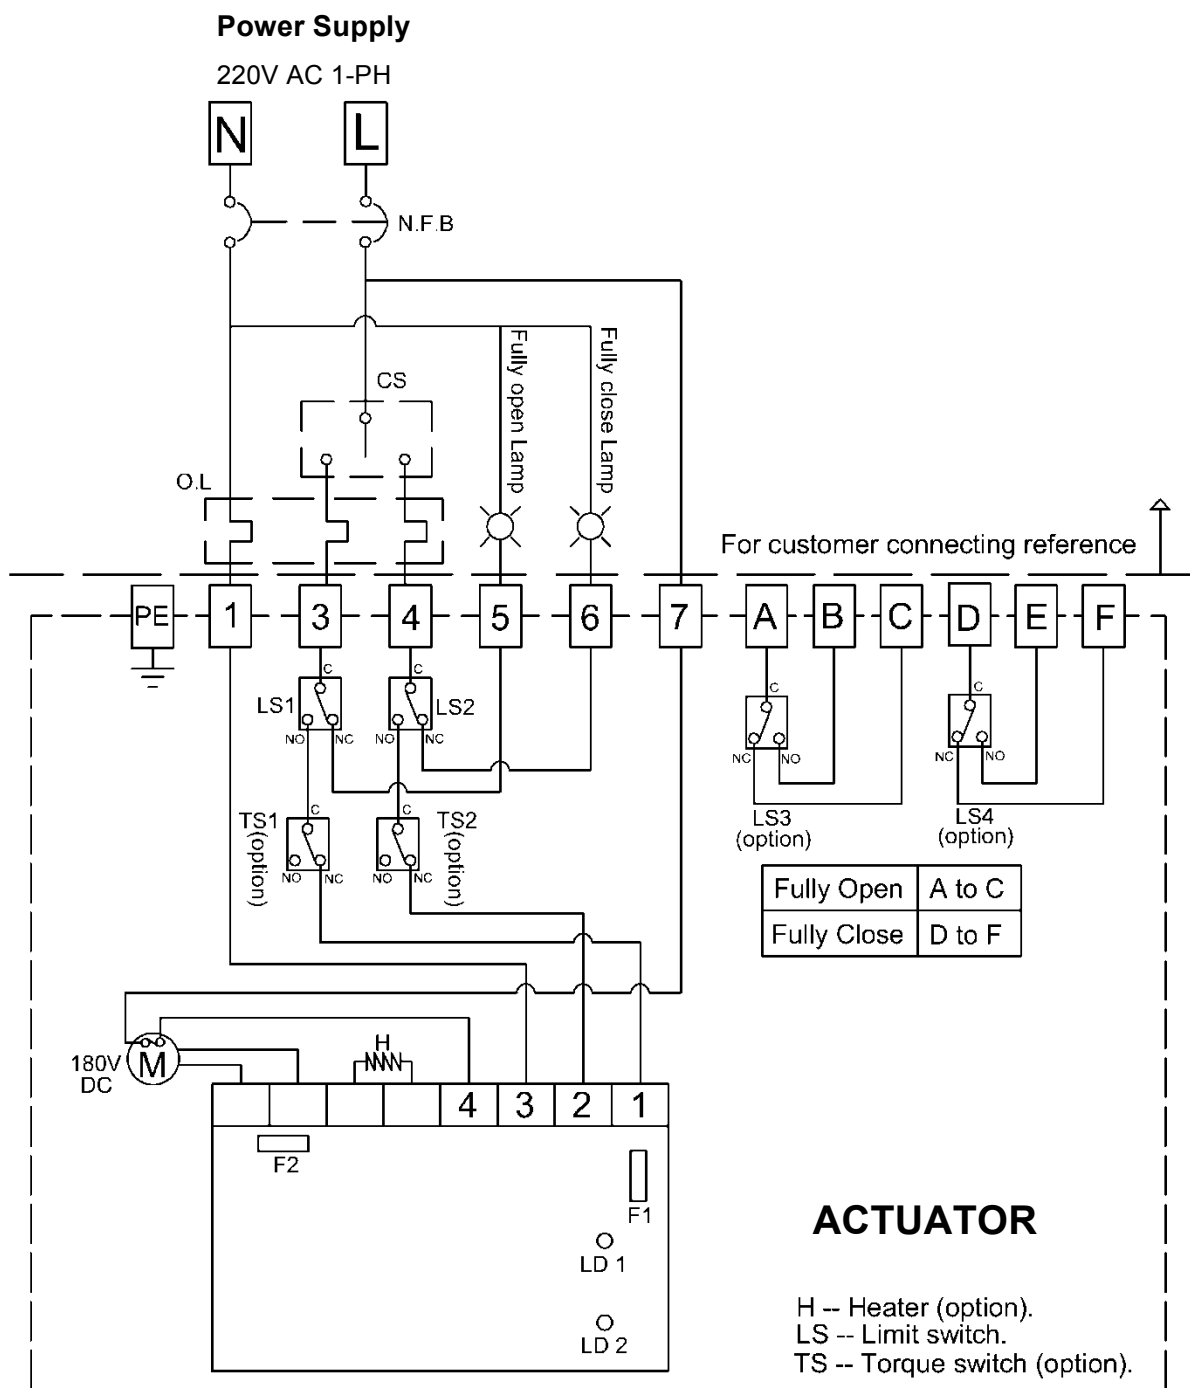 Power Supply
220V AC 1-PH
N L
N.F.B
Fully open Lamp
Fully close Lamp
CS
O.L
For customer connecting reference
PE 1 3 4 5 6 7 A B C D E F
C C C C
LS1 LS2
NO NC NO NC NC NO NC NO
LS3
(option)
LS4
(option)
TS1
(option)
C C
TS2
(option)
NO NC NO NC
Fully Open A to C
Fully Close D to F
180V
DC
M
H
4 3 2 1
F2
F1
LD 1
LD 2
ACTUATOR
H -- Heater (option).
LS -- Limit switch.
TS -- Torque switch (option).